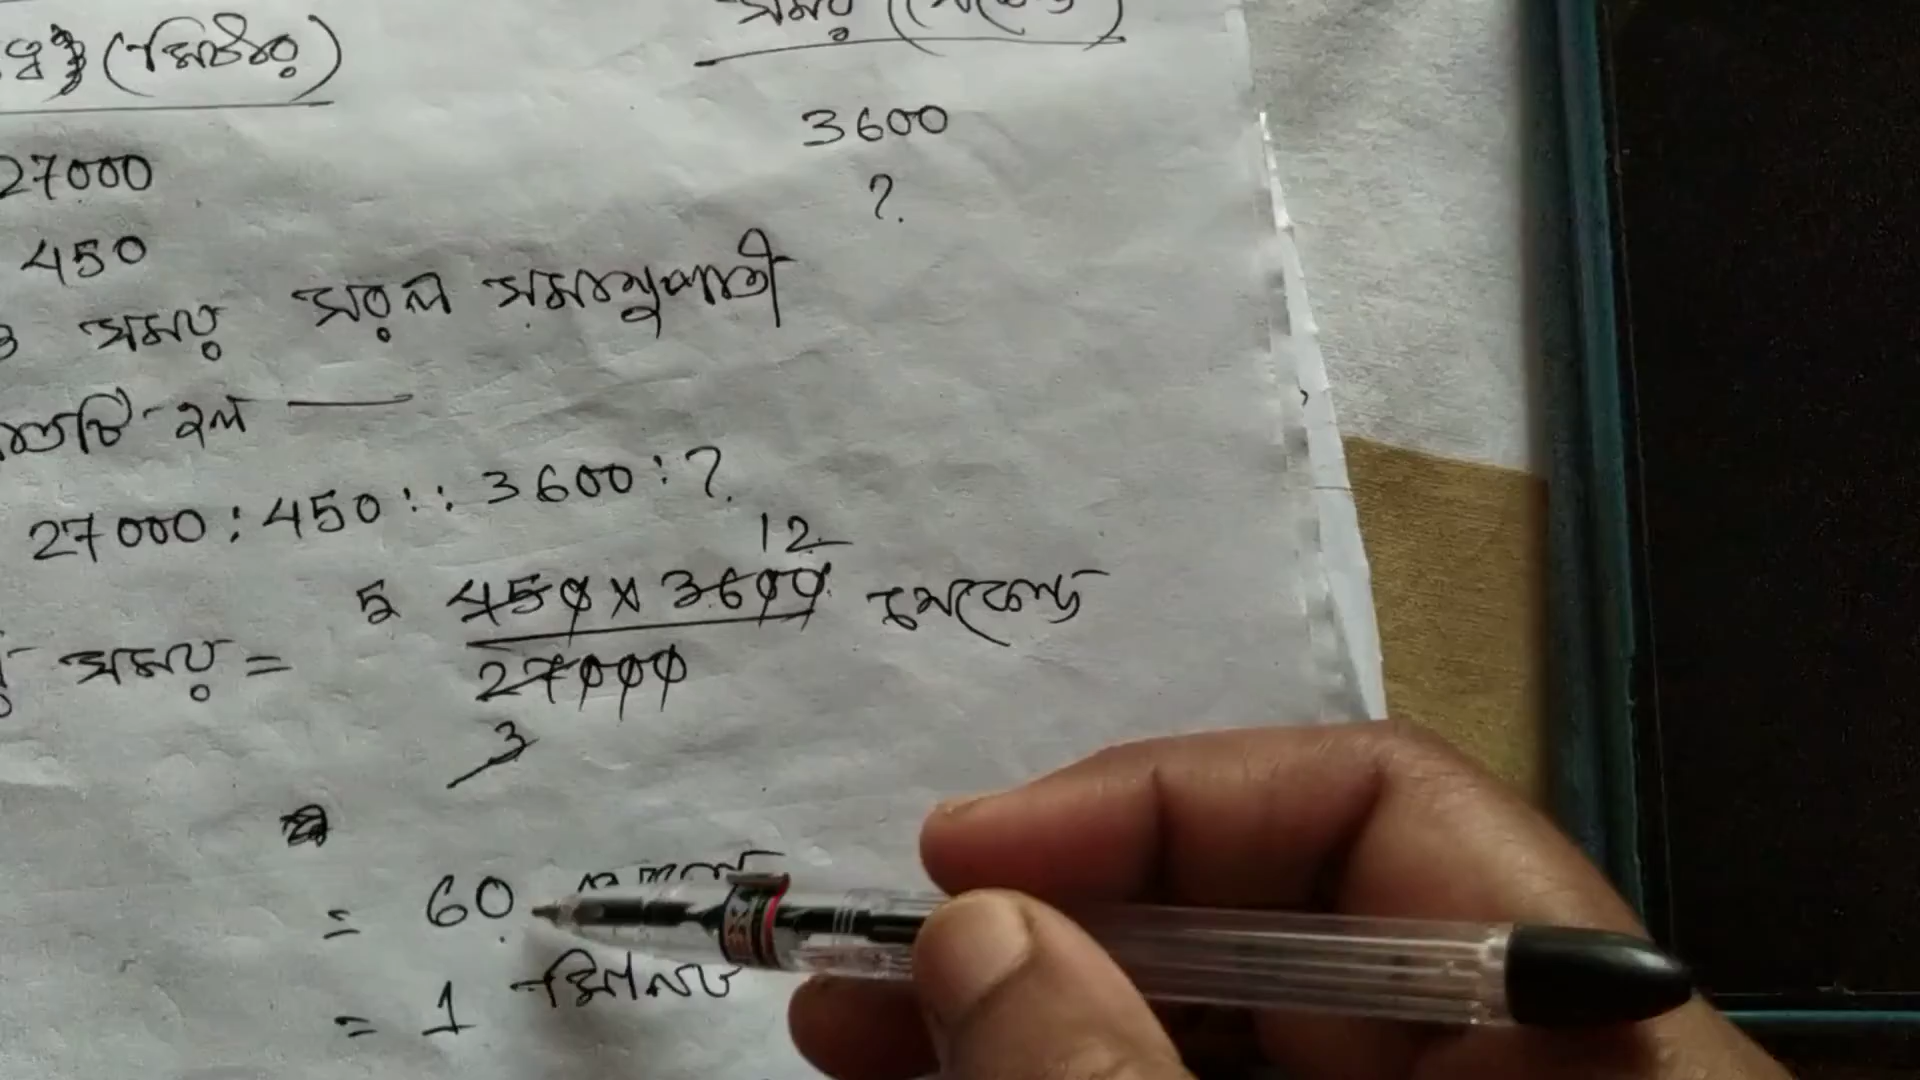 (মিটার)
সময় (সেকেন্ড)
27000
3600
450
?
ও সময় সরল সমানুপাতী
হল —
27000 : 450 :: 3600 : ?
12
5 450 x 3600 সেকেন্ড
সময় =
27000
3
= 60
= 1 মিনিট